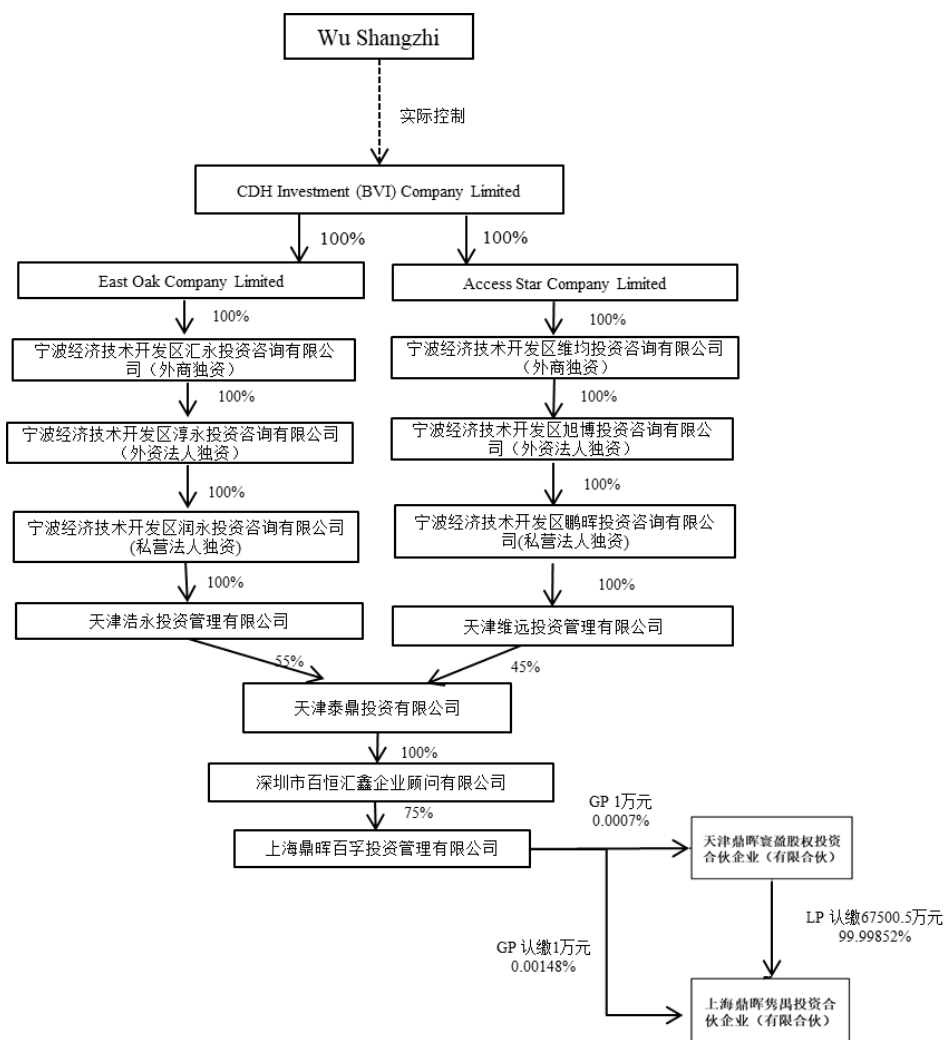 Wu Shangzhi
实际控制
CDH Investment (BVI) Company Limited
100%
100%
East Oak Company Limited
Access Star Company Limited
100%
100%
宁波经济技术开发区汇永投资咨询有限公
司（外商独资）
宁波经济技术开发区维均投资咨询有限公司
（外商独资）
100%
100%
宁波经济技术开发区淳永投资咨询有限公司
（外资法人独资）
宁波经济技术开发区旭博投资咨询有限公
司（外资法人独资）
100%
100%
宁波经济技术开发区润永投资咨询有限公司
(私营法人独资)
宁波经济技术开发区鹏晖投资咨询有限公
司(私营法人独资)
100%
100%
天津浩永投资管理有限公司
天津维远投资管理有限公司
55%
45%
天津泰鼎投资有限公司
100%
深圳市百恒汇鑫企业顾问有限公司
75%
上海鼎晖百孚投资管理有限公司
GP 1万元
0.0007%
天津鼎晖寰盈股权投资
合伙企业（有限合伙）
LP 认缴67500.5万元
99.99852%
GP 认缴1万元
0.00148%
上海鼎晖隽禺投资合
伙企业（有限合伙）